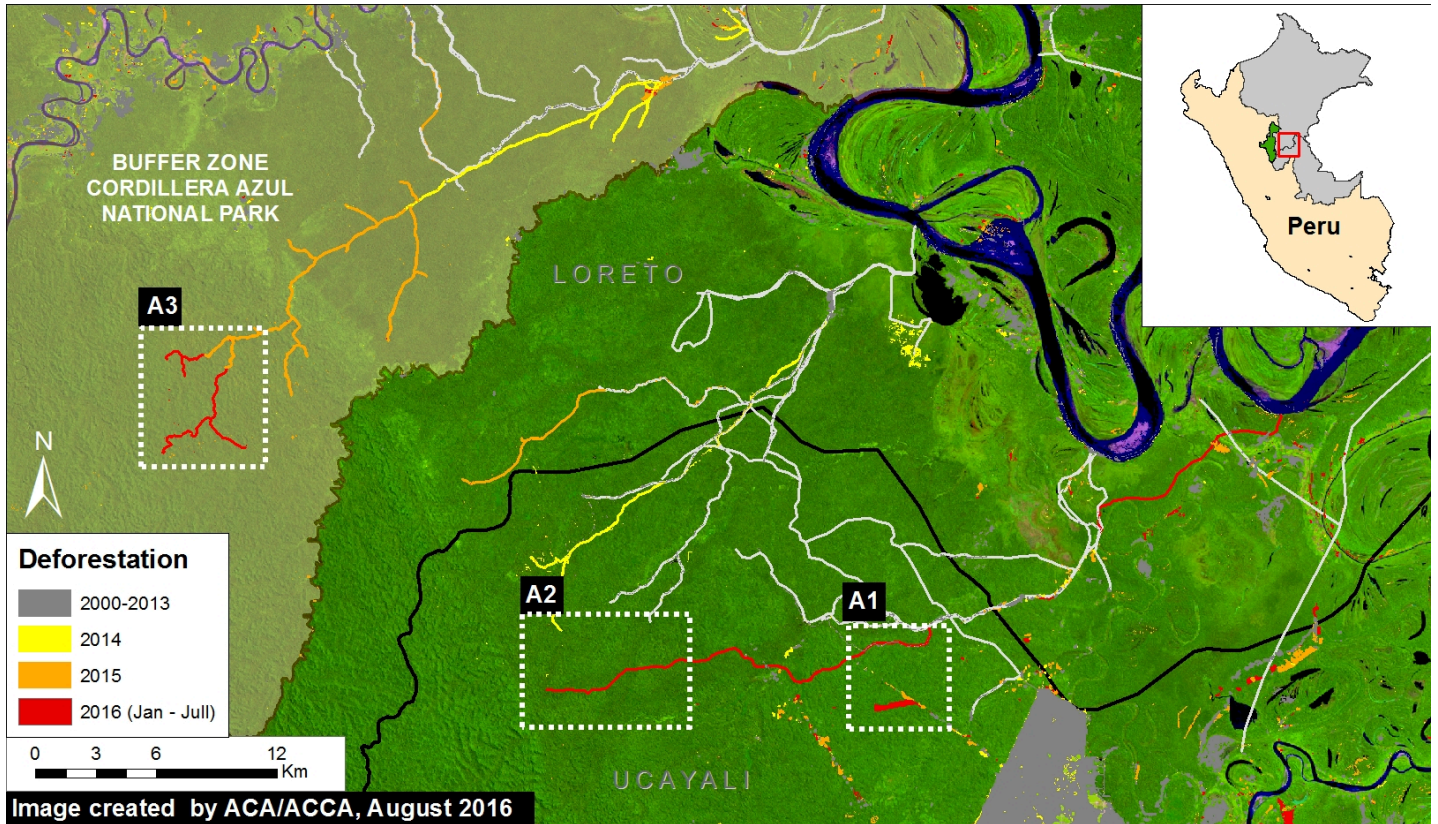 BUFFER ZONE
CORDILLERA AZUL
NATIONAL PARK
LORETO
Peru
A3
N
A2
A1
Deforestation
2000-2013
2014
2015
2016 (Jan - Jull)
0 3 6 12
Km
UCAYALI
Image created by ACA/ACCA, August 2016